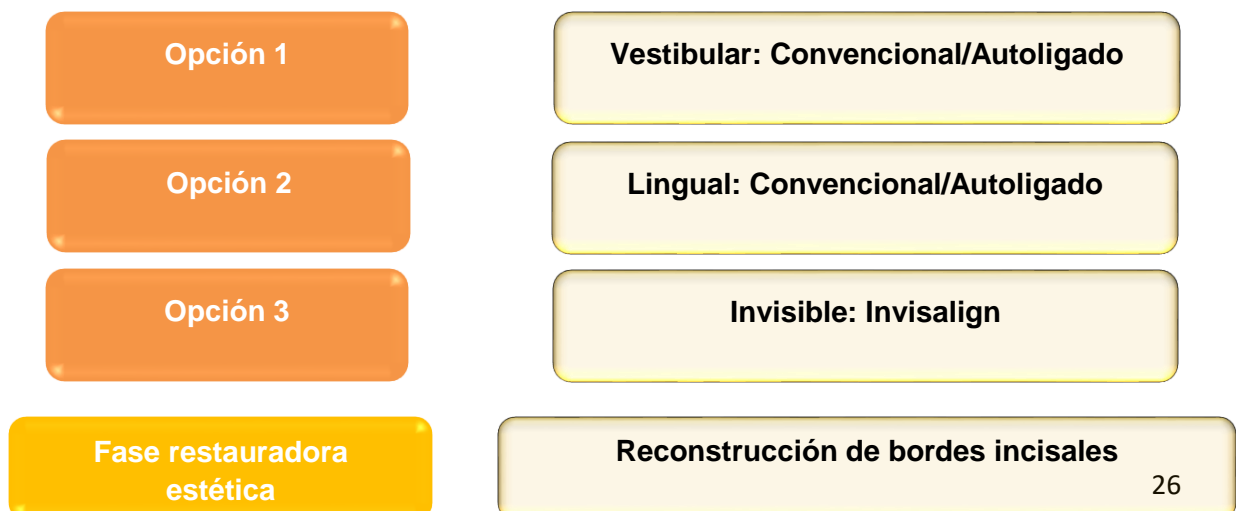 Opción 1
Vestibular: Convencional/Autoligado
Opción 2
Lingual: Convencional/Autoligado
Opción 3
Invisible: Invisalign
Fase restauradora
estética
Reconstrucción de bordes incisales
26